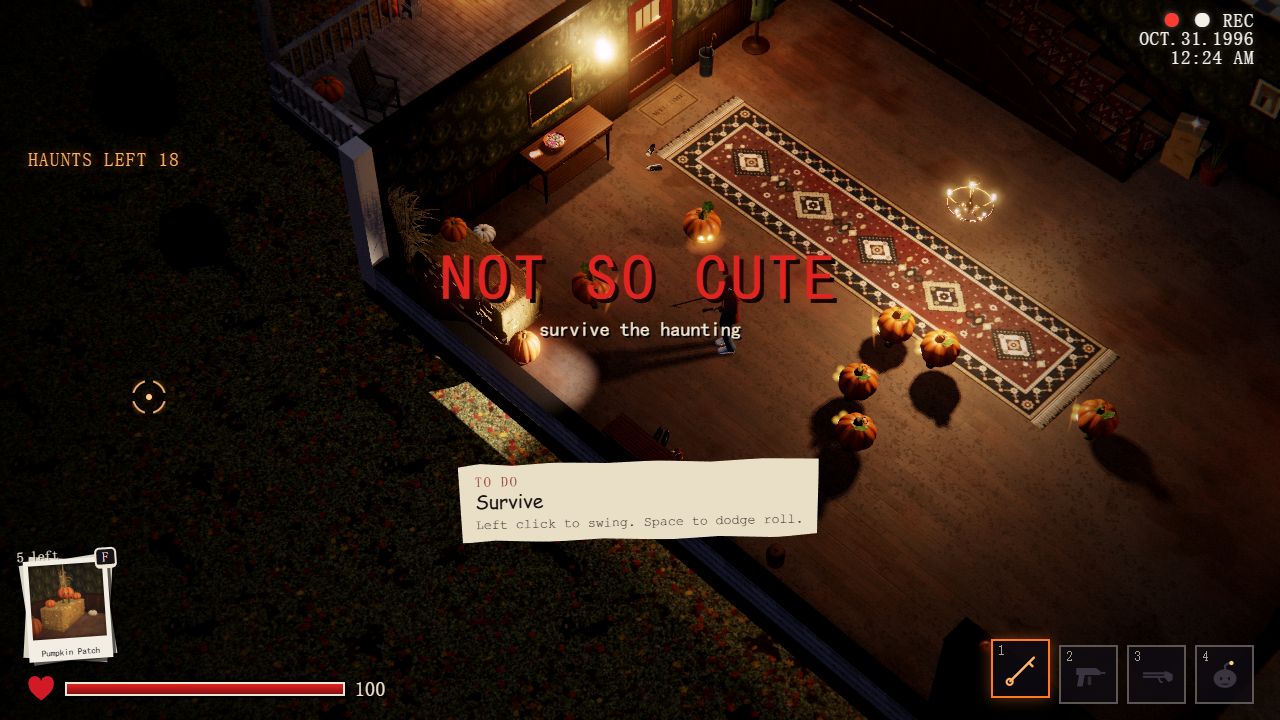 REC
OCT.31.1996
12:24 AM
HAUNTS LEFT 18
NOT SO CUTE
survive the haunting
TO DO
Survive
Left click to swing. Space to dodge roll.
5 left
F
Pumpkin Patch
100
1
2
3
4